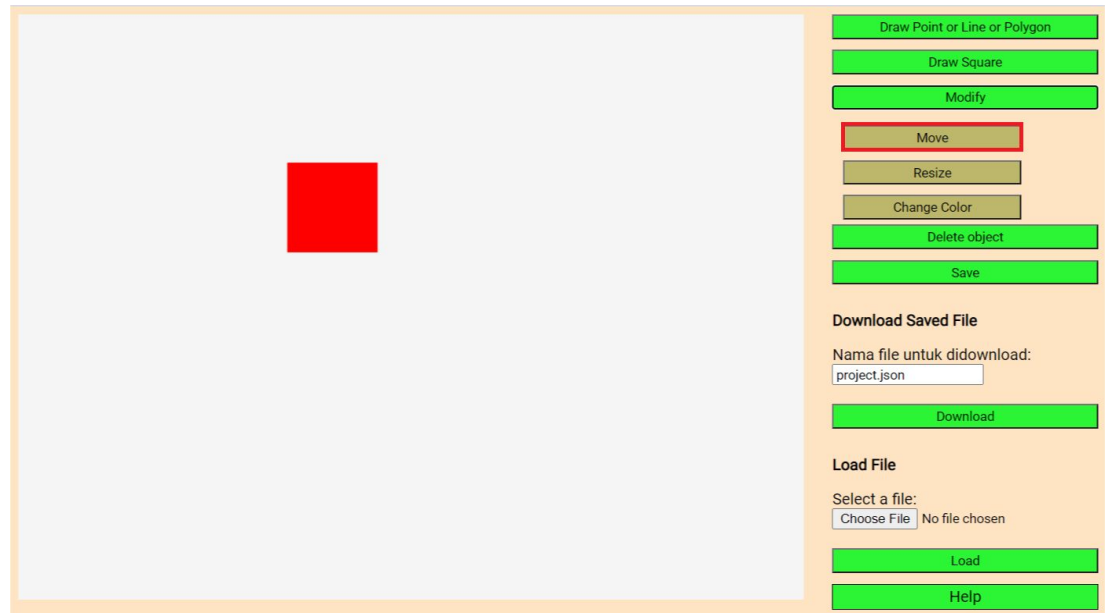 Draw Point or Line or Polygon
Draw Square
Modify
Move
Resize
Change Color
Delete object
Save
Download Saved File
Nama file untuk didownload:
project.json
Download
Load File
Select a file:
Choose File No file chosen
Load
Help